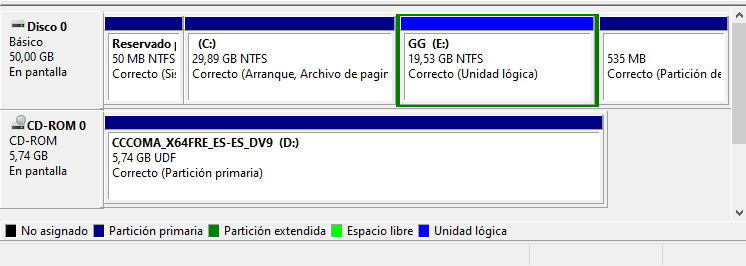 Disco 0
Básico
50,00 GB
En pantalla
Reservado
50 MB NTFS
Correcto (Sis
(C:)
29,89 GB NTFS
Correcto (Arranque, Archivo de pagin
GG (E:)
19,53 GB NTFS
Correcto (Unidad lógica)
535 MB
Correcto (Partición de
CD-ROM 0
CD-ROM
5,74 GB
En pantalla
CCCOMA_X64FRE_ES-ES_DV9 (D:)
5,74 GB UDF
Correcto (Partición primaria)
No asignado Partición primaria Partición extendida Espacio libre Unidad lógica